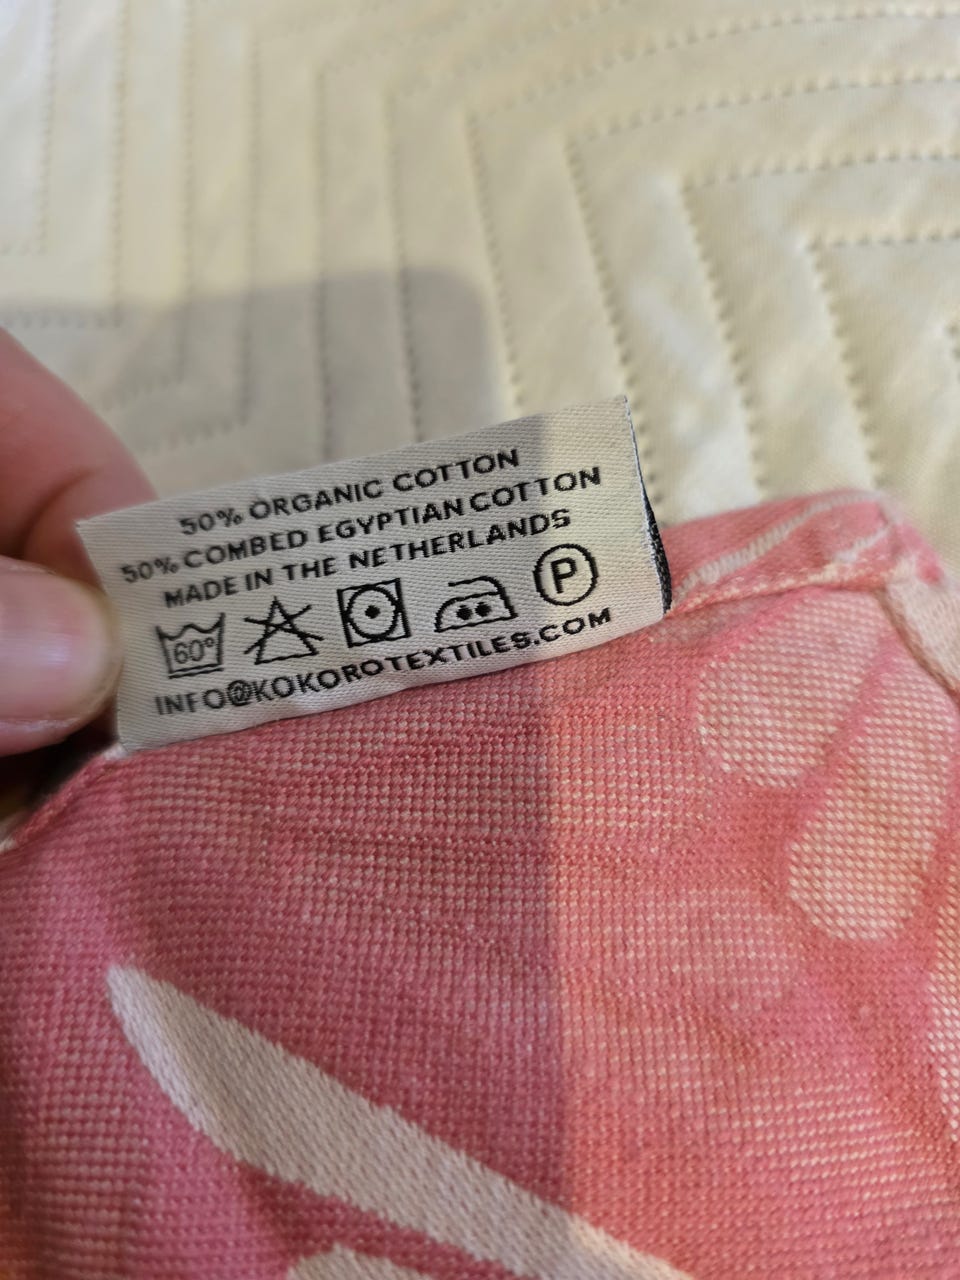 50% ORGANIC COTTON
50% COMBED EGYPTIAN COTTON
MADE IN THE NETHERLANDS
60° P
INFO@KOKOROTEXTILES.COM